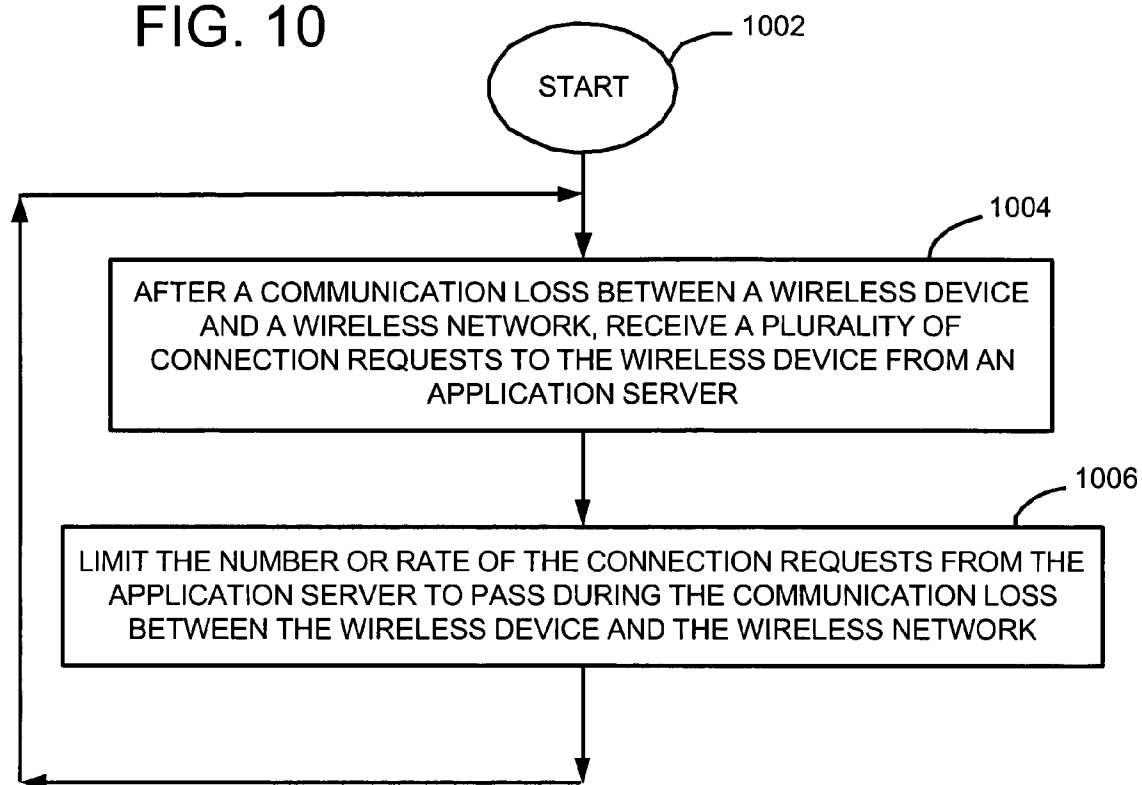 FIG. 10
1002
START
1004
AFTER A COMMUNICATION LOSS BETWEEN A WIRELESS DEVICE
AND A WIRELESS NETWORK, RECEIVE A PLURALITY OF
CONNECTION REQUESTS TO THE WIRELESS DEVICE FROM AN
APPLICATION SERVER
1006
LIMIT THE NUMBER OR RATE OF THE CONNECTION REQUESTS FROM THE
APPLICATION SERVER TO PASS DURING THE COMMUNICATION LOSS
BETWEEN THE WIRELESS DEVICE AND THE WIRELESS NETWORK